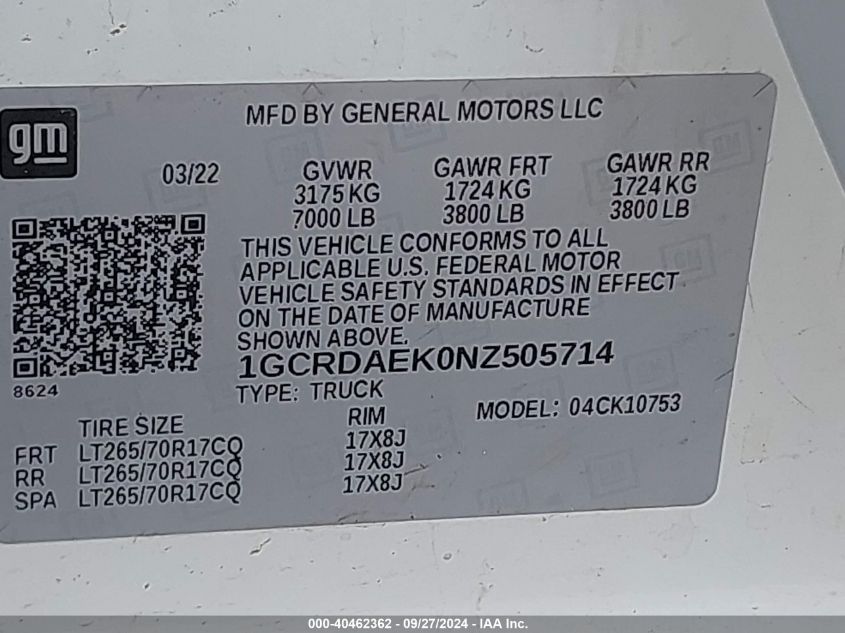 gm
MFD BY GENERAL MOTORS LLC
03/22 GVWR GAWR FRT GAWR RR
3175 KG 1724 KG 1724 KG
7000 LB 3800 LB 3800 LB
THIS VEHICLE CONFORMS TO ALL
APPLICABLE U.S. FEDERAL MOTOR
VEHICLE SAFETY STANDARDS IN EFFECT
ON THE DATE OF MANUFACTURE
SHOWN ABOVE.
1GCRDAEK0NZ505714
8624
TYPE: TRUCK MODEL: 04CK10753
TIRE SIZE RIM
FRT LT265/70R17CQ 17X8J
RR LT265/70R17CQ 17X8J
SPA LT265/70R17CQ 17X8J
000-40462362 - 09/27/2024 - IAA Inc.